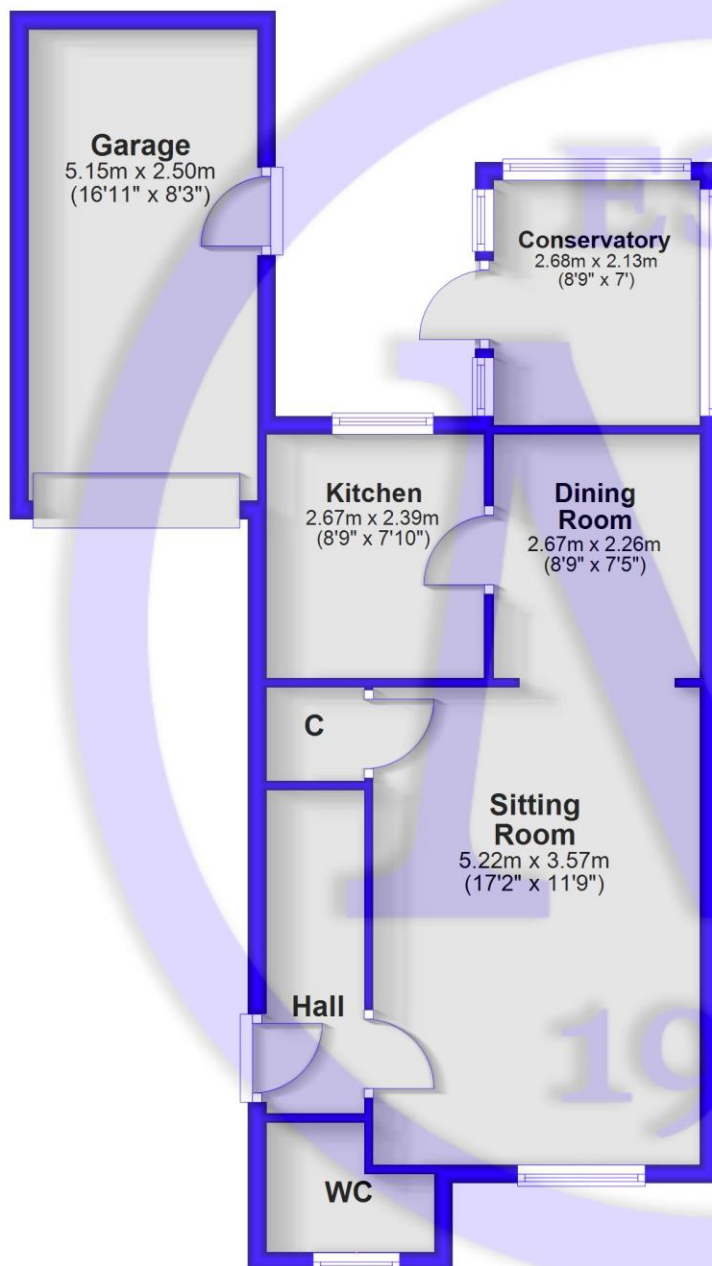 Garage
5.15m x 2.50m
(16'11" x 8'3")
Conservatory
2.68m x 2.13m
(8'9" x 7')
Kitchen
2.67m x 2.39m
(8'9" x 7'10")
Dining
Room
2.67m x 2.26m
(8'9" x 7'5")
C
Sitting
Room
5.22m x 3.57m
(17'2" x 11'9")
Hall
WC